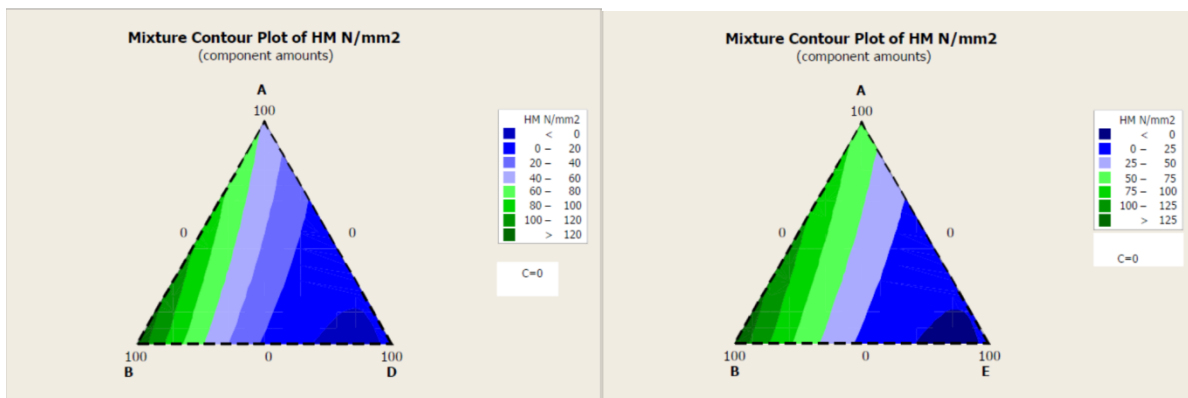 Mixture Contour Plot of HM N/mm2
(component amounts)
A
100
HM N/mm2
< 0
0 – 20
20 – 40
40 – 60
60 – 80
80 – 100
100 – 120
> 120
0
0
C=0
100
0
100
B
D
Mixture Contour Plot of HM N/mm2
(component amounts)
A
100
HM N/mm2
< 0
0 – 25
25 – 50
50 – 75
75 – 100
100 – 125
> 125
0
0
C=0
100
0
100
B
E